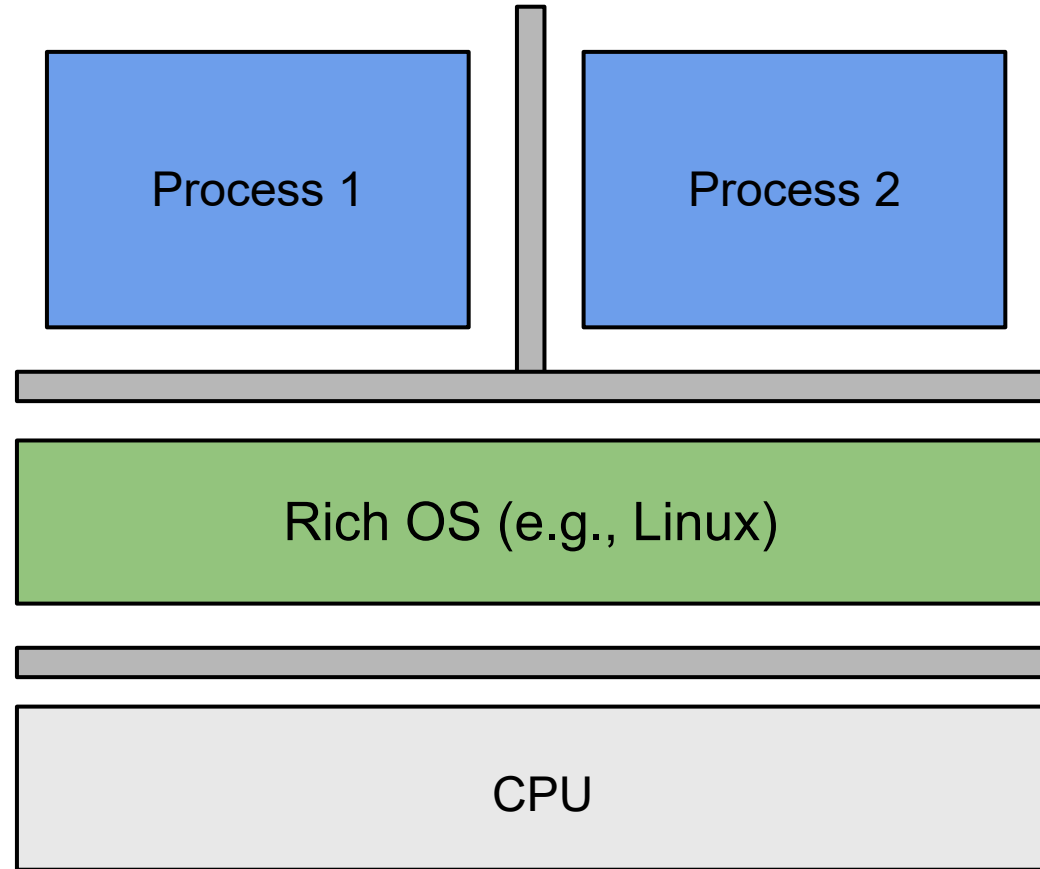 Process 1
Process 2
Rich OS (e.g., Linux)
CPU